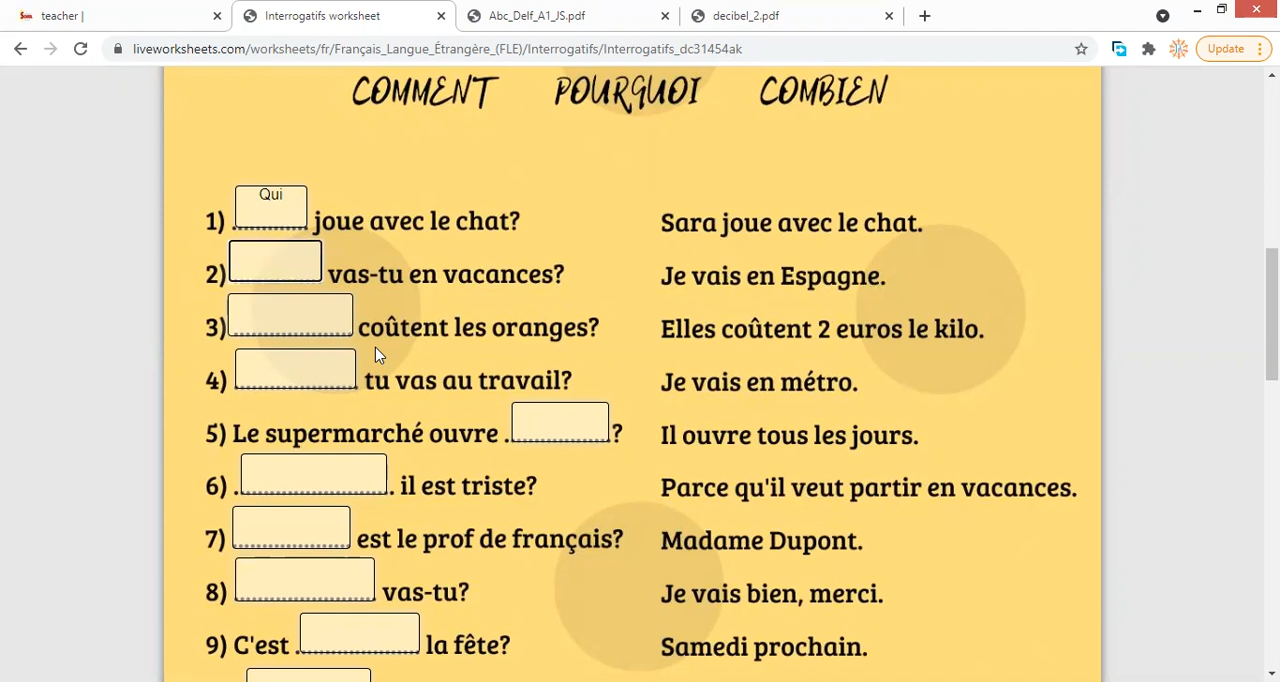 teacher |
Interrogatifs worksheet
Abc_Delf_A1_JS.pdf
decibel_2.pdf
liveworksheets.com/worksheets/fr/Français_Langue_Étrangère_(FLE)/Interrogatifs/Interrogatifs_dc31454ak
Update
COMMENT POURQUOI COMBIEN
1) Qui joue avec le chat? Sara joue avec le chat.
2) vas-tu en vacances? Je vais en Espagne.
3) coûtent les oranges? Elles coûtent 2 euros le kilo.
4) tu vas au travail? Je vais en métro.
5) Le supermarché ouvre ? Il ouvre tous les jours.
6) il est triste? Parce qu'il veut partir en vacances.
7) est le prof de français? Madame Dupont.
8) vas-tu? Je vais bien, merci.
9) C'est la fête? Samedi prochain.